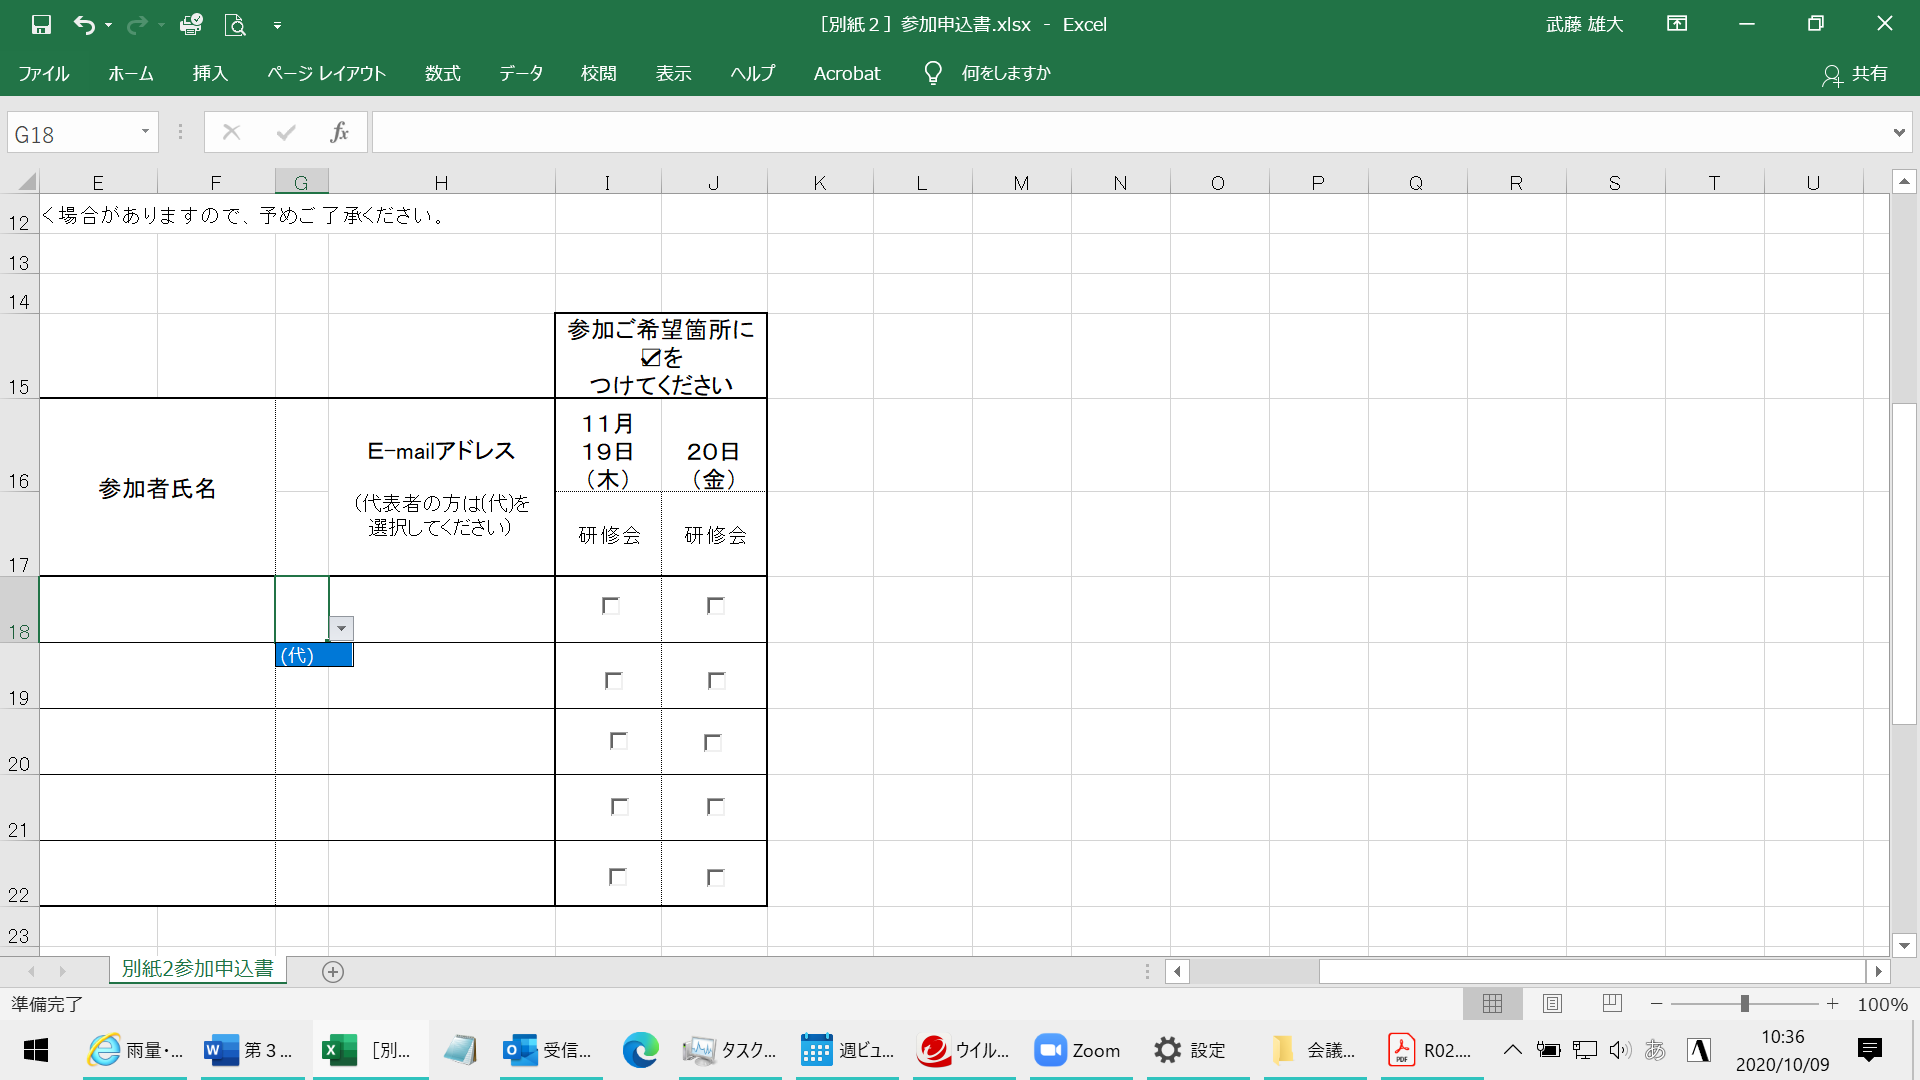 ［別紙２］参加申込書.xlsx - Excel
武藤 雄大
ファイル ホーム 挿入 ページ レイアウト 数式 データ 校閲 表示 ヘルプ Acrobat 何をしますか 共有
G18 fx
E F G H I J K L M N O P Q R S T U
12 く場合がありますので、予めご了承ください。
13
14
参加ご希望箇所に
☑を
15 つけてください
11月
19日
（木）
20日
（金）
E-mailアドレス
16 参加者氏名
（代表者の方は(代)を
選択してください）
研修会 研修会
17
18
(代)
19
20
21
22
23
別紙2参加申込書
準備完了 100%
雨量・... 第３... ［別... 受信... タスク... 週ビュ... ウイル... Zoom 設定 会議... R02.... あ A
10:36
2020/10/09